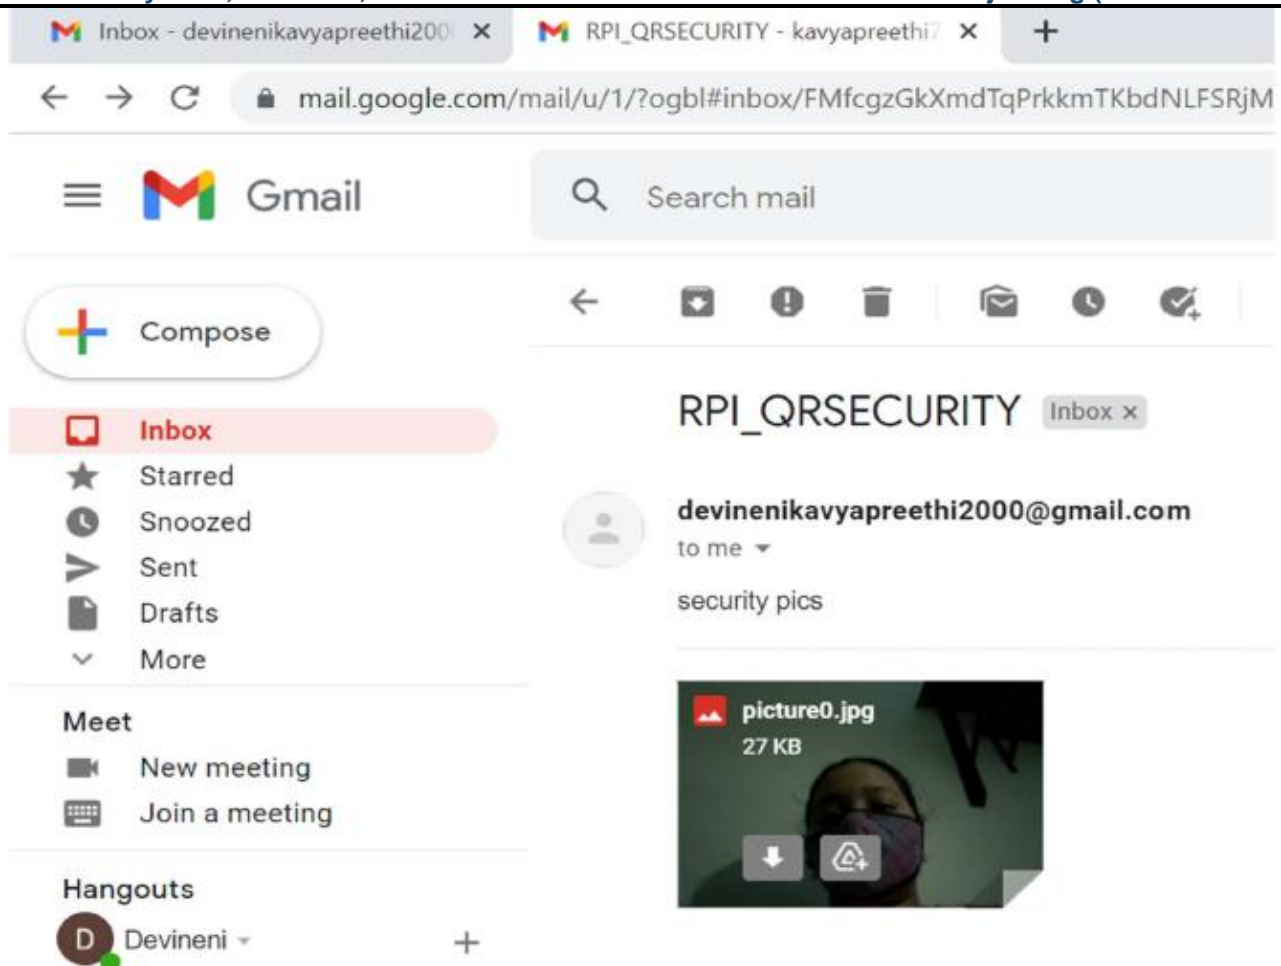 Inbox - devinenikavyapreethi200
RPI_QRSECURITY - kavyapreethi7
mail.google.com/mail/u/1/?ogbl#inbox/FMfcgzGkXmdTqPrkkmTKbdNLFSRjM
Gmail
Search mail
Compose
Inbox
Starred
Snoozed
Sent
Drafts
More
Meet
New meeting
Join a meeting
Hangouts
D Devineni
RPI_QRSECURITY Inbox x
devinenikavyapreethi2000@gmail.com
to me
security pics
picture0.jpg
27 KB